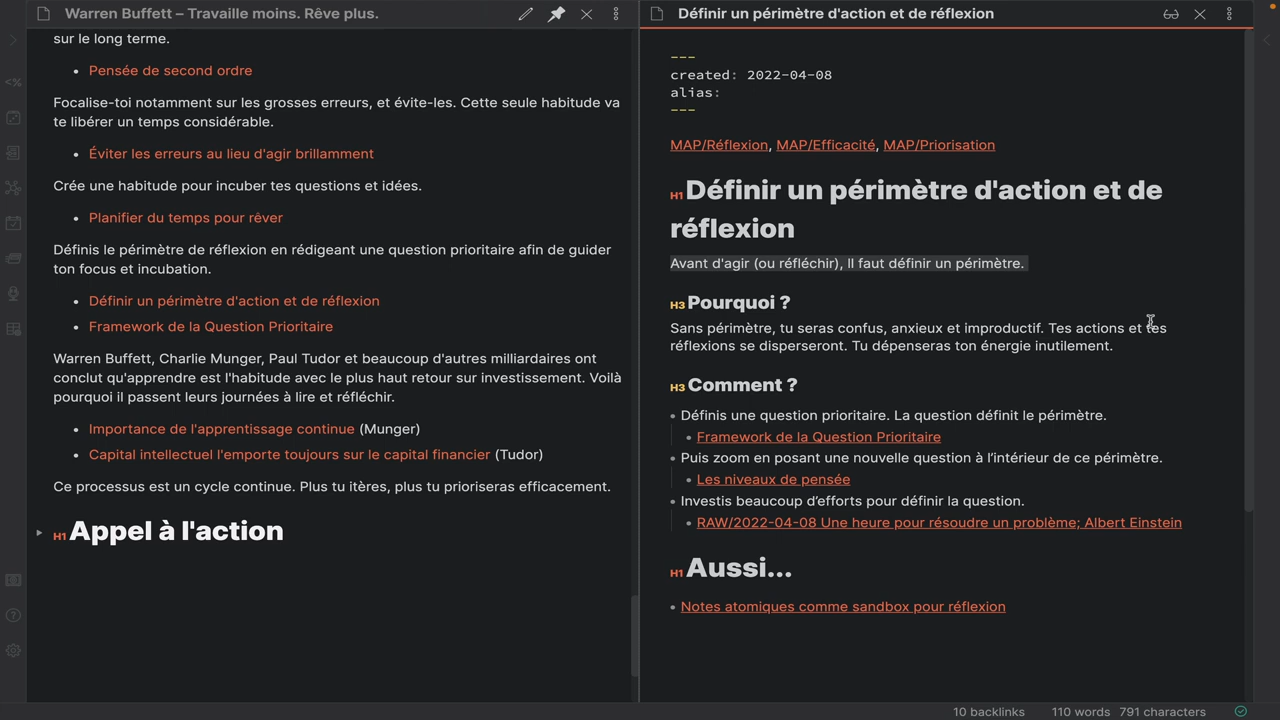 Warren Buffett – Travaille moins. Rêve plus.
sur le long terme.
• Pensée de second ordre
Focalise-toi notamment sur les grosses erreurs, et évite-les. Cette seule habitude va
te libérer un temps considérable.
• Éviter les erreurs au lieu d'agir brillamment
Crée une habitude pour incuber tes questions et idées.
• Planifier du temps pour rêver
Définis le périmètre de réflexion en rédigeant une question prioritaire afin de guider
ton focus et incubation.
• Définir un périmètre d'action et de réflexion
• Framework de la Question Prioritaire
Warren Buffett, Charlie Munger, Paul Tudor et beaucoup d'autres milliardaires ont
conclut qu'apprendre est l'habitude avec le plus haut retour sur investissement. Voilà
pourquoi il passent leurs journées à lire et réfléchir.
• Importance de l'apprentissage continue (Munger)
• Capital intellectuel l'emporte toujours sur le capital financier (Tudor)
Ce processus est un cycle continue. Plus tu itères, plus tu prioriseras efficacement.
H1 Appel à l'action
Définir un périmètre d'action et de réflexion
---
created: 2022-04-08
alias:
---
MAP/Réflexion, MAP/Efficacité, MAP/Priorisation
H1 Définir un périmètre d'action et de
réflexion
Avant d'agir (ou réfléchir), Il faut définir un périmètre.
H3 Pourquoi ?
Sans périmètre, tu seras confus, anxieux et improductif. Tes actions et tes
réflexions se disperseront. Tu dépenseras ton énergie inutilement.
H3 Comment ?
• Définis une question prioritaire. La question définit le périmètre.
• Framework de la Question Prioritaire
• Puis zoom en posant une nouvelle question à l'intérieur de ce périmètre.
• Les niveaux de pensée
• Investis beaucoup d'efforts pour définir la question.
• RAW/2022-04-08 Une heure pour résoudre un problème; Albert Einstein
H1 Aussi...
• Notes atomiques comme sandbox pour réflexion
10 backlinks 110 words 791 characters